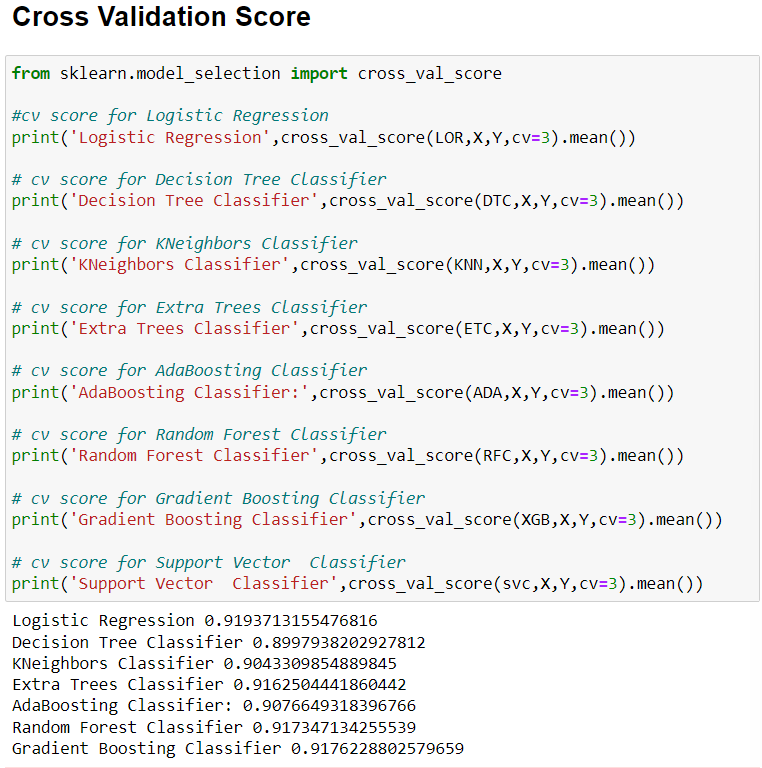 Cross Validation Score
from sklearn.model_selection import cross_val_score
#cv score for Logistic Regression
print('Logistic Regression',cross_val_score(LOR,X,Y,cv=3).mean())
# cv score for Decision Tree Classifier
print('Decision Tree Classifier',cross_val_score(DTC,X,Y,cv=3).mean())
# cv score for KNeighbors Classifier
print('KNeighbors Classifier',cross_val_score(KNN,X,Y,cv=3).mean())
# cv score for Extra Trees Classifier
print('Extra Trees Classifier',cross_val_score(ETC,X,Y,cv=3).mean())
# cv score for AdaBoosting Classifier
print('AdaBoosting Classifier:',cross_val_score(ADA,X,Y,cv=3).mean())
# cv score for Random Forest Classifier
print('Random Forest Classifier',cross_val_score(RFC,X,Y,cv=3).mean())
# cv score for Gradient Boosting Classifier
print('Gradient Boosting Classifier',cross_val_score(XGB,X,Y,cv=3).mean())
# cv score for Support Vector  Classifier
print('Support Vector  Classifier',cross_val_score(svc,X,Y,cv=3).mean())
Logistic Regression 0.9193713155476816
Decision Tree Classifier 0.8997938202927812
KNeighbors Classifier 0.9043309854889845
Extra Trees Classifier 0.9162504441860442
AdaBoosting Classifier: 0.9076649318396766
Random Forest Classifier 0.917347134255539
Gradient Boosting Classifier 0.9176228802579659